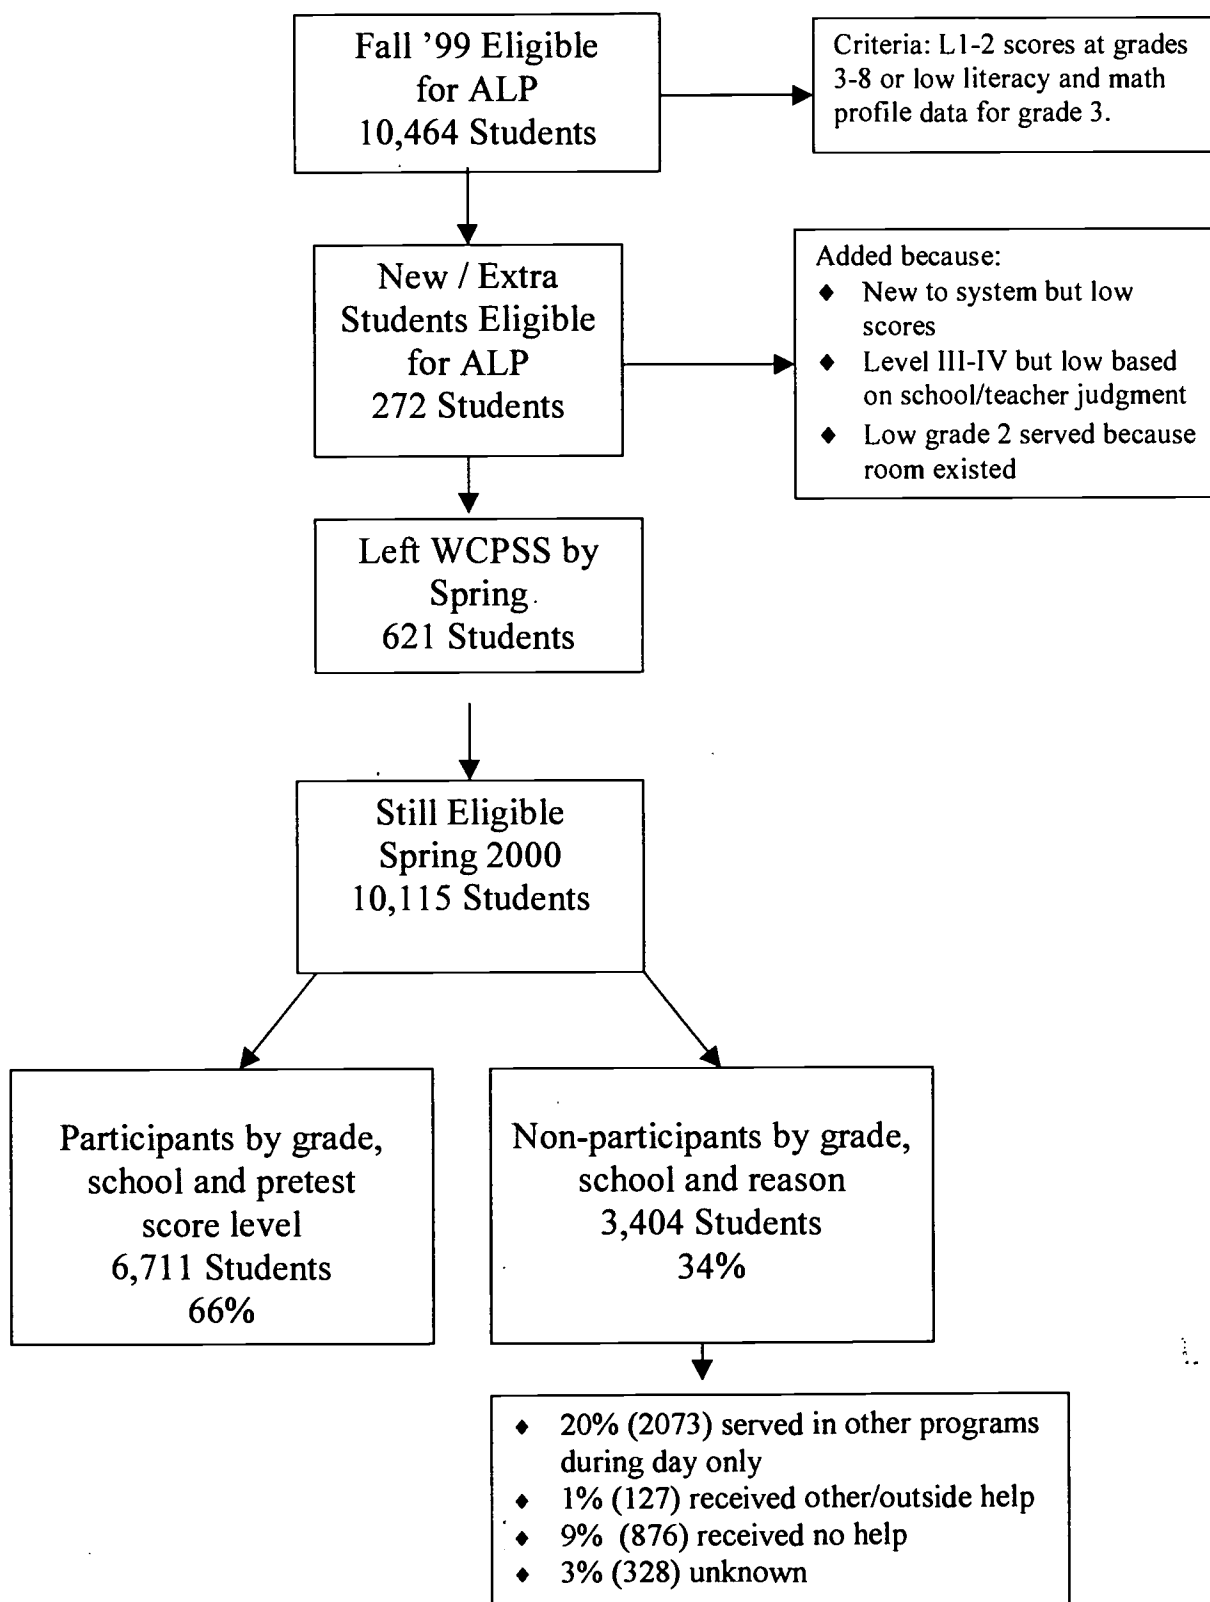 Fall '99 Eligible
for ALP
10,464 Students
Criteria: L1-2 scores at grades
3-8 or low literacy and math
profile data for grade 3.
New / Extra
Students Eligible
for ALP
272 Students
Added because:
♦ New to system but low
scores
♦ Level III-IV but low based
on school/teacher judgment
♦ Low grade 2 served because
room existed
Left WCPSS by
Spring
621 Students
Still Eligible
Spring 2000
10,115 Students
Participants by grade,
school and pretest
score level
6,711 Students
66%
Non-participants by grade,
school and reason
3,404 Students
34%
♦ 20% (2073) served in other programs
during day only
♦ 1% (127) received other/outside help
♦ 9% (876) received no help
♦ 3% (328) unknown